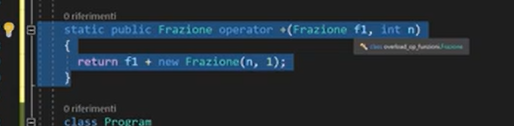 0 riferimenti
static public Frazione operator +(Frazione f1, int n)
class overload_op_funzioni.Frazione
{
return f1 + new Frazione(n, 1);
}
0 riferimenti
class Program